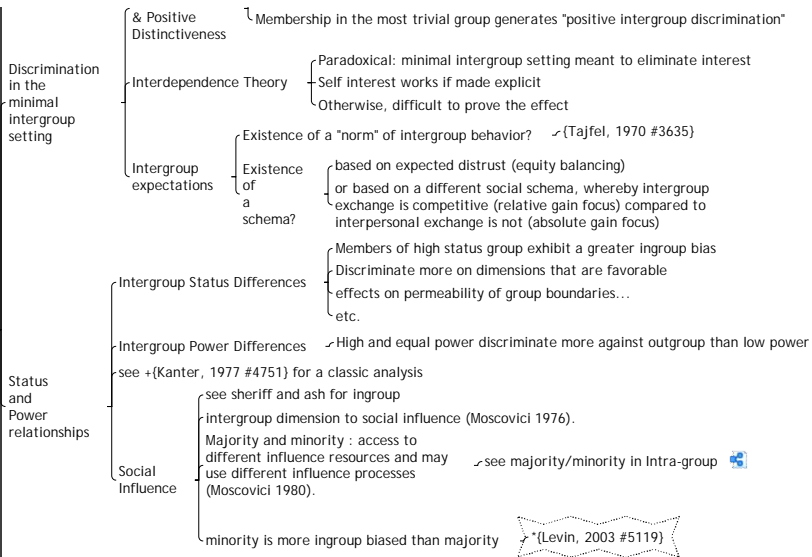 & Positive
Distinctiveness
Membership in the most trivial group generates "positive intergroup discrimination"
Discrimination
in the
minimal
intergroup
setting
Interdependence Theory
Paradoxical: minimal intergroup setting meant to eliminate interest
Self interest works if made explicit
Otherwise, difficult to prove the effect
Intergroup
expectations
Existence of a "norm" of intergroup behavior?
{Tajfel, 1970 #3635}
Existence
of
a
schema?
based on expected distrust (equity balancing)
or based on a different social schema, whereby intergroup
exchange is competitive (relative gain focus) compared to
interpersonal exchange is not (absolute gain focus)
Status
and
Power
relationships
Intergroup Status Differences
Members of high status group exhibit a greater ingroup bias
Discriminate more on dimensions that are favorable
effects on permeability of group boundaries...
etc.
Intergroup Power Differences
High and equal power discriminate more against outgroup than low power
see +{Kanter, 1977 #4751} for a classic analysis
Social
Influence
see sheriff and ash for ingroup
intergroup dimension to social influence (Moscovici 1976).
Majority and minority : access to
different influence resources and may
use different influence processes
(Moscovici 1980).
see majority/minority in Intra-group
minority is more ingroup biased than majority
*{Levin, 2003 #5119}